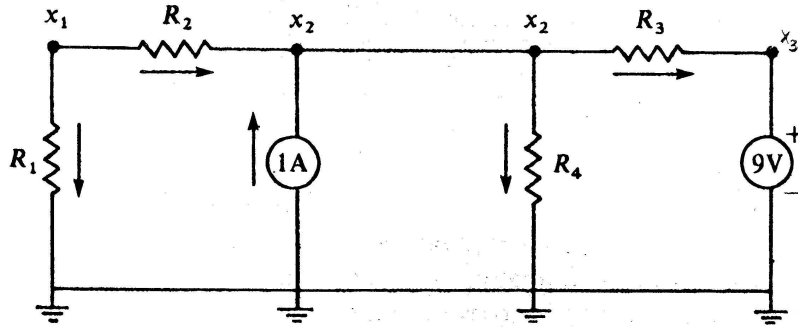 x₁ R₂ x₂ x₂ R₃ x₃
R₁ 1A R₄ + 9V −